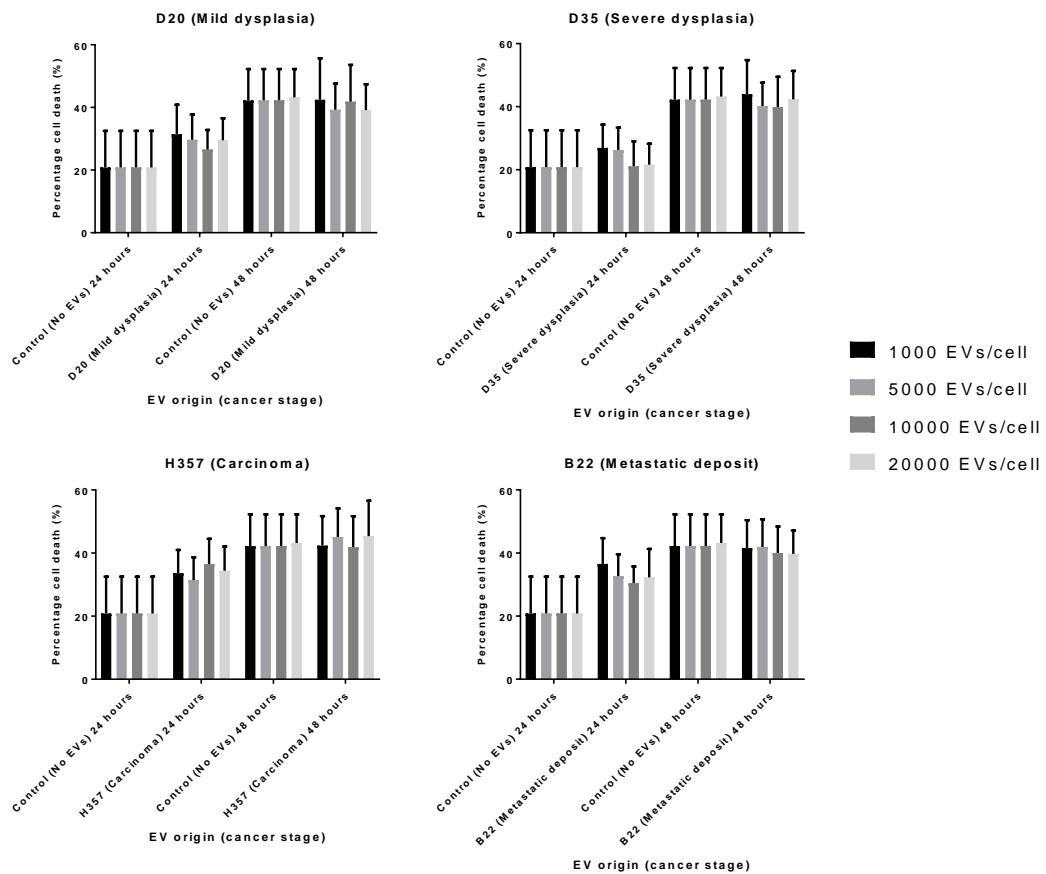 D20 (Mild dysplasia)
Percentage cell death (%)
60
40
20
0
Control (No EVs) 24 hours
D20 (Mild dysplasia) 24 hours
Control (No EVs) 48 hours
D20 (Mild dysplasia) 48 hours
EV origin (cancer stage)
D35 (Severe dysplasia)
Percentage cell death (%)
60
40
20
0
Control (No EVs) 24 hours
D35 (Severe dysplasia) 24 hours
Control (No EVs) 48 hours
D35 (Severe dysplasia) 48 hours
EV origin (cancer stage)
1000 EVs/cell
5000 EVs/cell
10000 EVs/cell
20000 EVs/cell
H357 (Carcinoma)
Percentage cell death (%)
60
40
20
0
Control (No EVs) 24 hours
H357 (Carcinoma) 24 hours
Control (No EVs) 48 hours
H357 (Carcinoma) 48 hours
EV origin (cancer stage)
B22 (Metastatic deposit)
Percentage cell death (%)
60
40
20
0
Control (No EVs) 24 hours
B22 (Metastatic deposit) 24 hours
Control (No EVs) 48 hours
B22 (Metastatic deposit) 48 hours
EV origin (cancer stage)